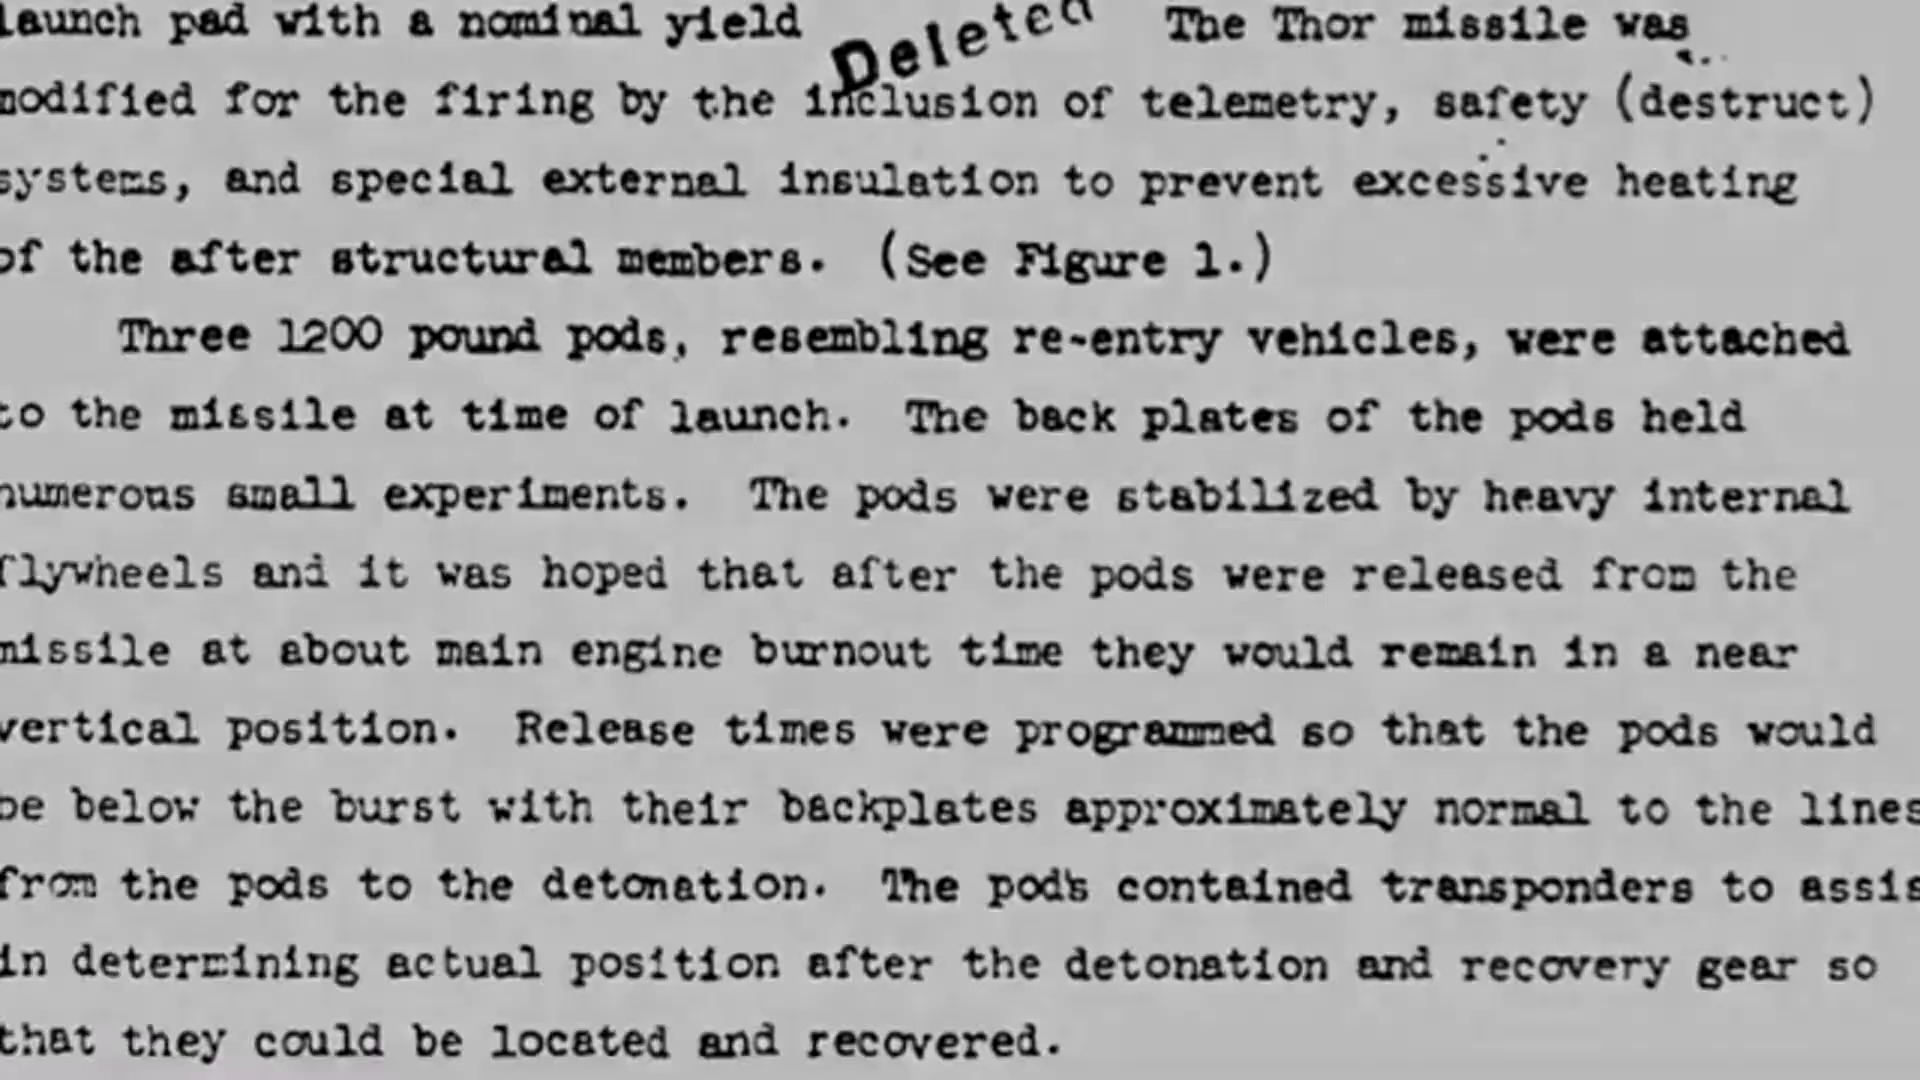 launch pad with a nominal yield Deleted The Thor missile was
modified for the firing by the inclusion of telemetry, safety (destruct)
systems, and special external insulation to prevent excessive heating
of the after structural members. (See Figure 1.)
Three 1200 pound pods, resembling re-entry vehicles, were attached
to the missile at time of launch. The back plates of the pods held
numerous small experiments. The pods were stabilized by heavy internal
flywheels and it was hoped that after the pods were released from the
missile at about main engine burnout time they would remain in a near
vertical position. Release times were programmed so that the pods would
be below the burst with their backplates approximately normal to the lines
from the pods to the detonation. The pods contained transponders to assis
in determining actual position after the detonation and recovery gear so
that they could be located and recovered.